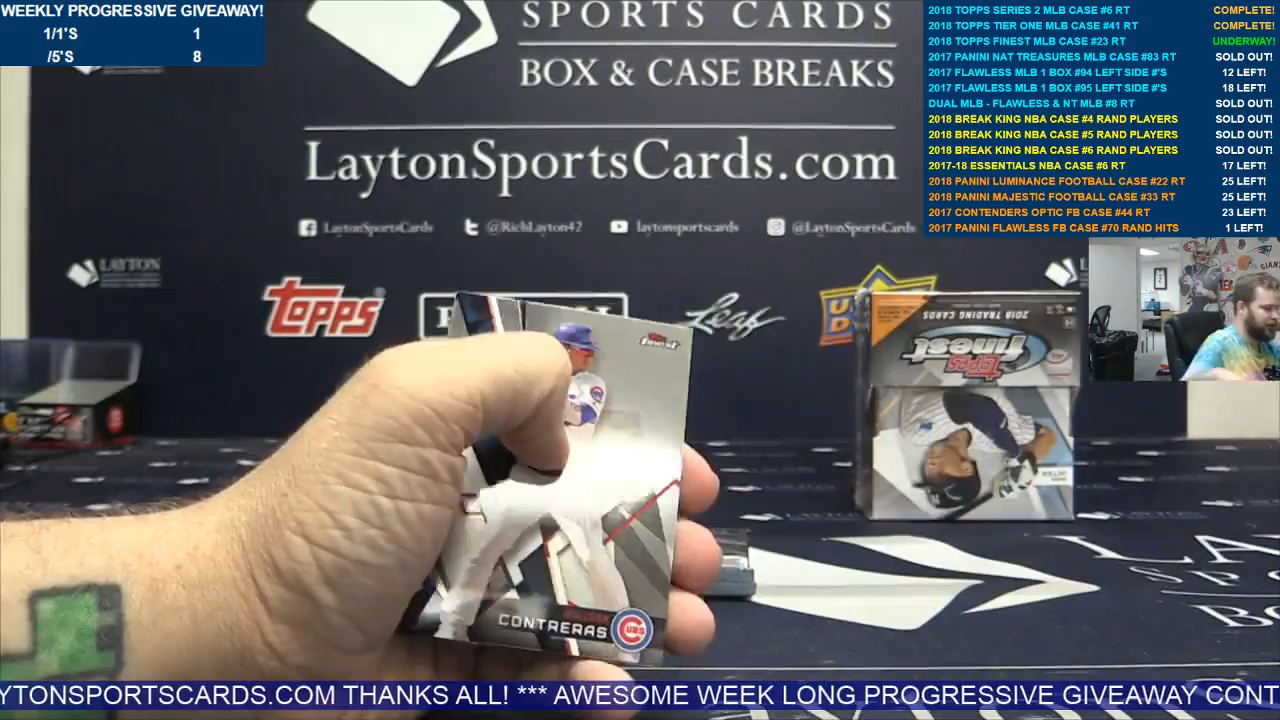 WEEKLY PROGRESSIVE GIVEAWAY!
1/1'S 1
/5'S 8
SPORTS CARDS
BOX & CASE BREAKS
LaytonSportsCards.com
LaytonSportsCards
@RichLayton42
laytonsportscards
@LaytonSportsCards
2018 TOPPS SERIES 2 MLB CASE #6 RT COMPLETE!
2018 TOPPS TIER ONE MLB CASE #41 RT COMPLETE!
2018 TOPPS FINEST MLB CASE #23 RT UNDERWAY!
2017 PANINI NAT TREASURES MLB CASE #83 RT SOLD OUT!
2017 FLAWLESS MLB 1 BOX #94 LEFT SIDE #'S 12 LEFT!
2017 FLAWLESS MLB 1 BOX #95 LEFT SIDE #'S 18 LEFT!
DUAL MLB - FLAWLESS & NT MLB #8 RT SOLD OUT!
2018 BREAK KING NBA CASE #4 RAND PLAYERS SOLD OUT!
2018 BREAK KING NBA CASE #5 RAND PLAYERS SOLD OUT!
2018 BREAK KING NBA CASE #6 RAND PLAYERS SOLD OUT!
2017-18 ESSENTIALS NBA CASE #6 RT 17 LEFT!
2018 PANINI LUMINANCE FOOTBALL CASE #22 RT 25 LEFT!
2018 PANINI MAJESTIC FOOTBALL CASE #33 RT 25 LEFT!
2017 CONTENDERS OPTIC FB CASE #44 RT 23 LEFT!
2017 PANINI FLAWLESS FB CASE #70 RAND HITS 1 LEFT!
LAYTON
TOPPS
Leaf
2018 TRADING CARDS
TOPPS
finest
finest
CONTRERAS
CUBS
YTONSPORTSCARDS.COM THANKS ALL! *** AWESOME WEEK LONG PROGRESSIVE GIVEAWAY CONT